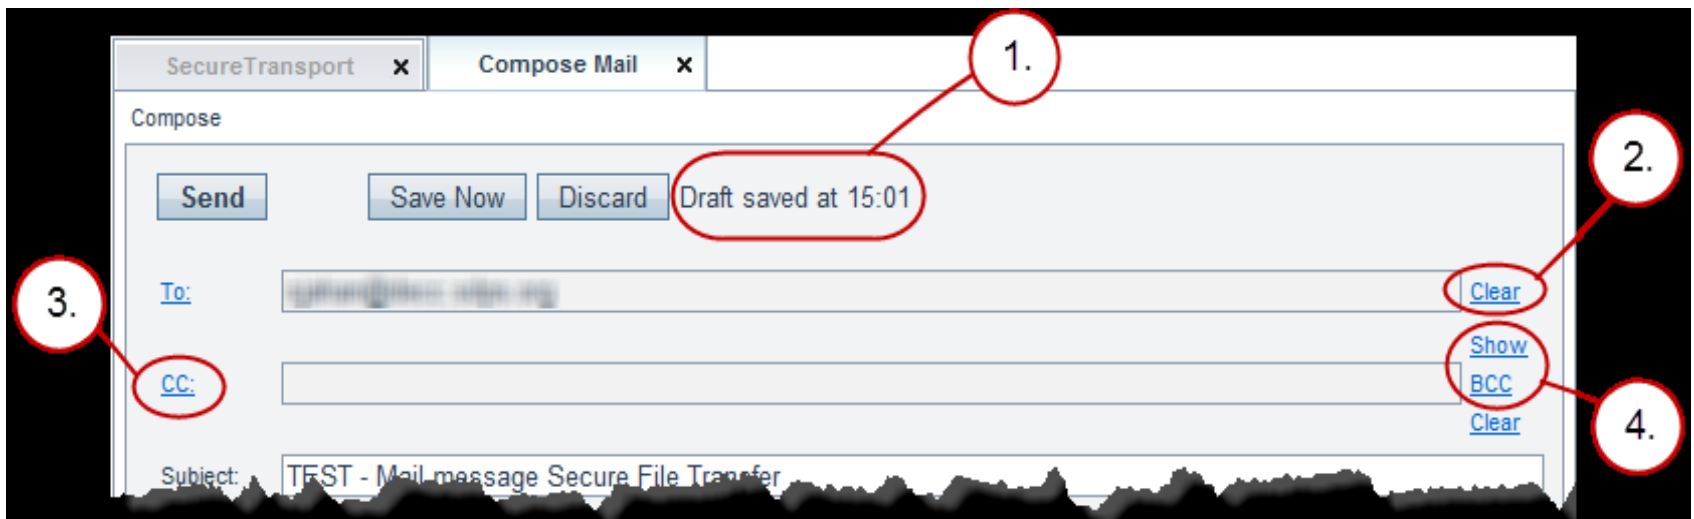 1.
SecureTransport x Compose Mail x
Compose
2.
Send Save Now Discard Draft saved at 15:01
3.
To: Clear
Show
CC: BCC
Clear
4.
Subject: TEST - Mail message Secure File Transfer